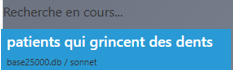 Recherche en cours...
patients qui grincent des dents
base25000.db / sonnet